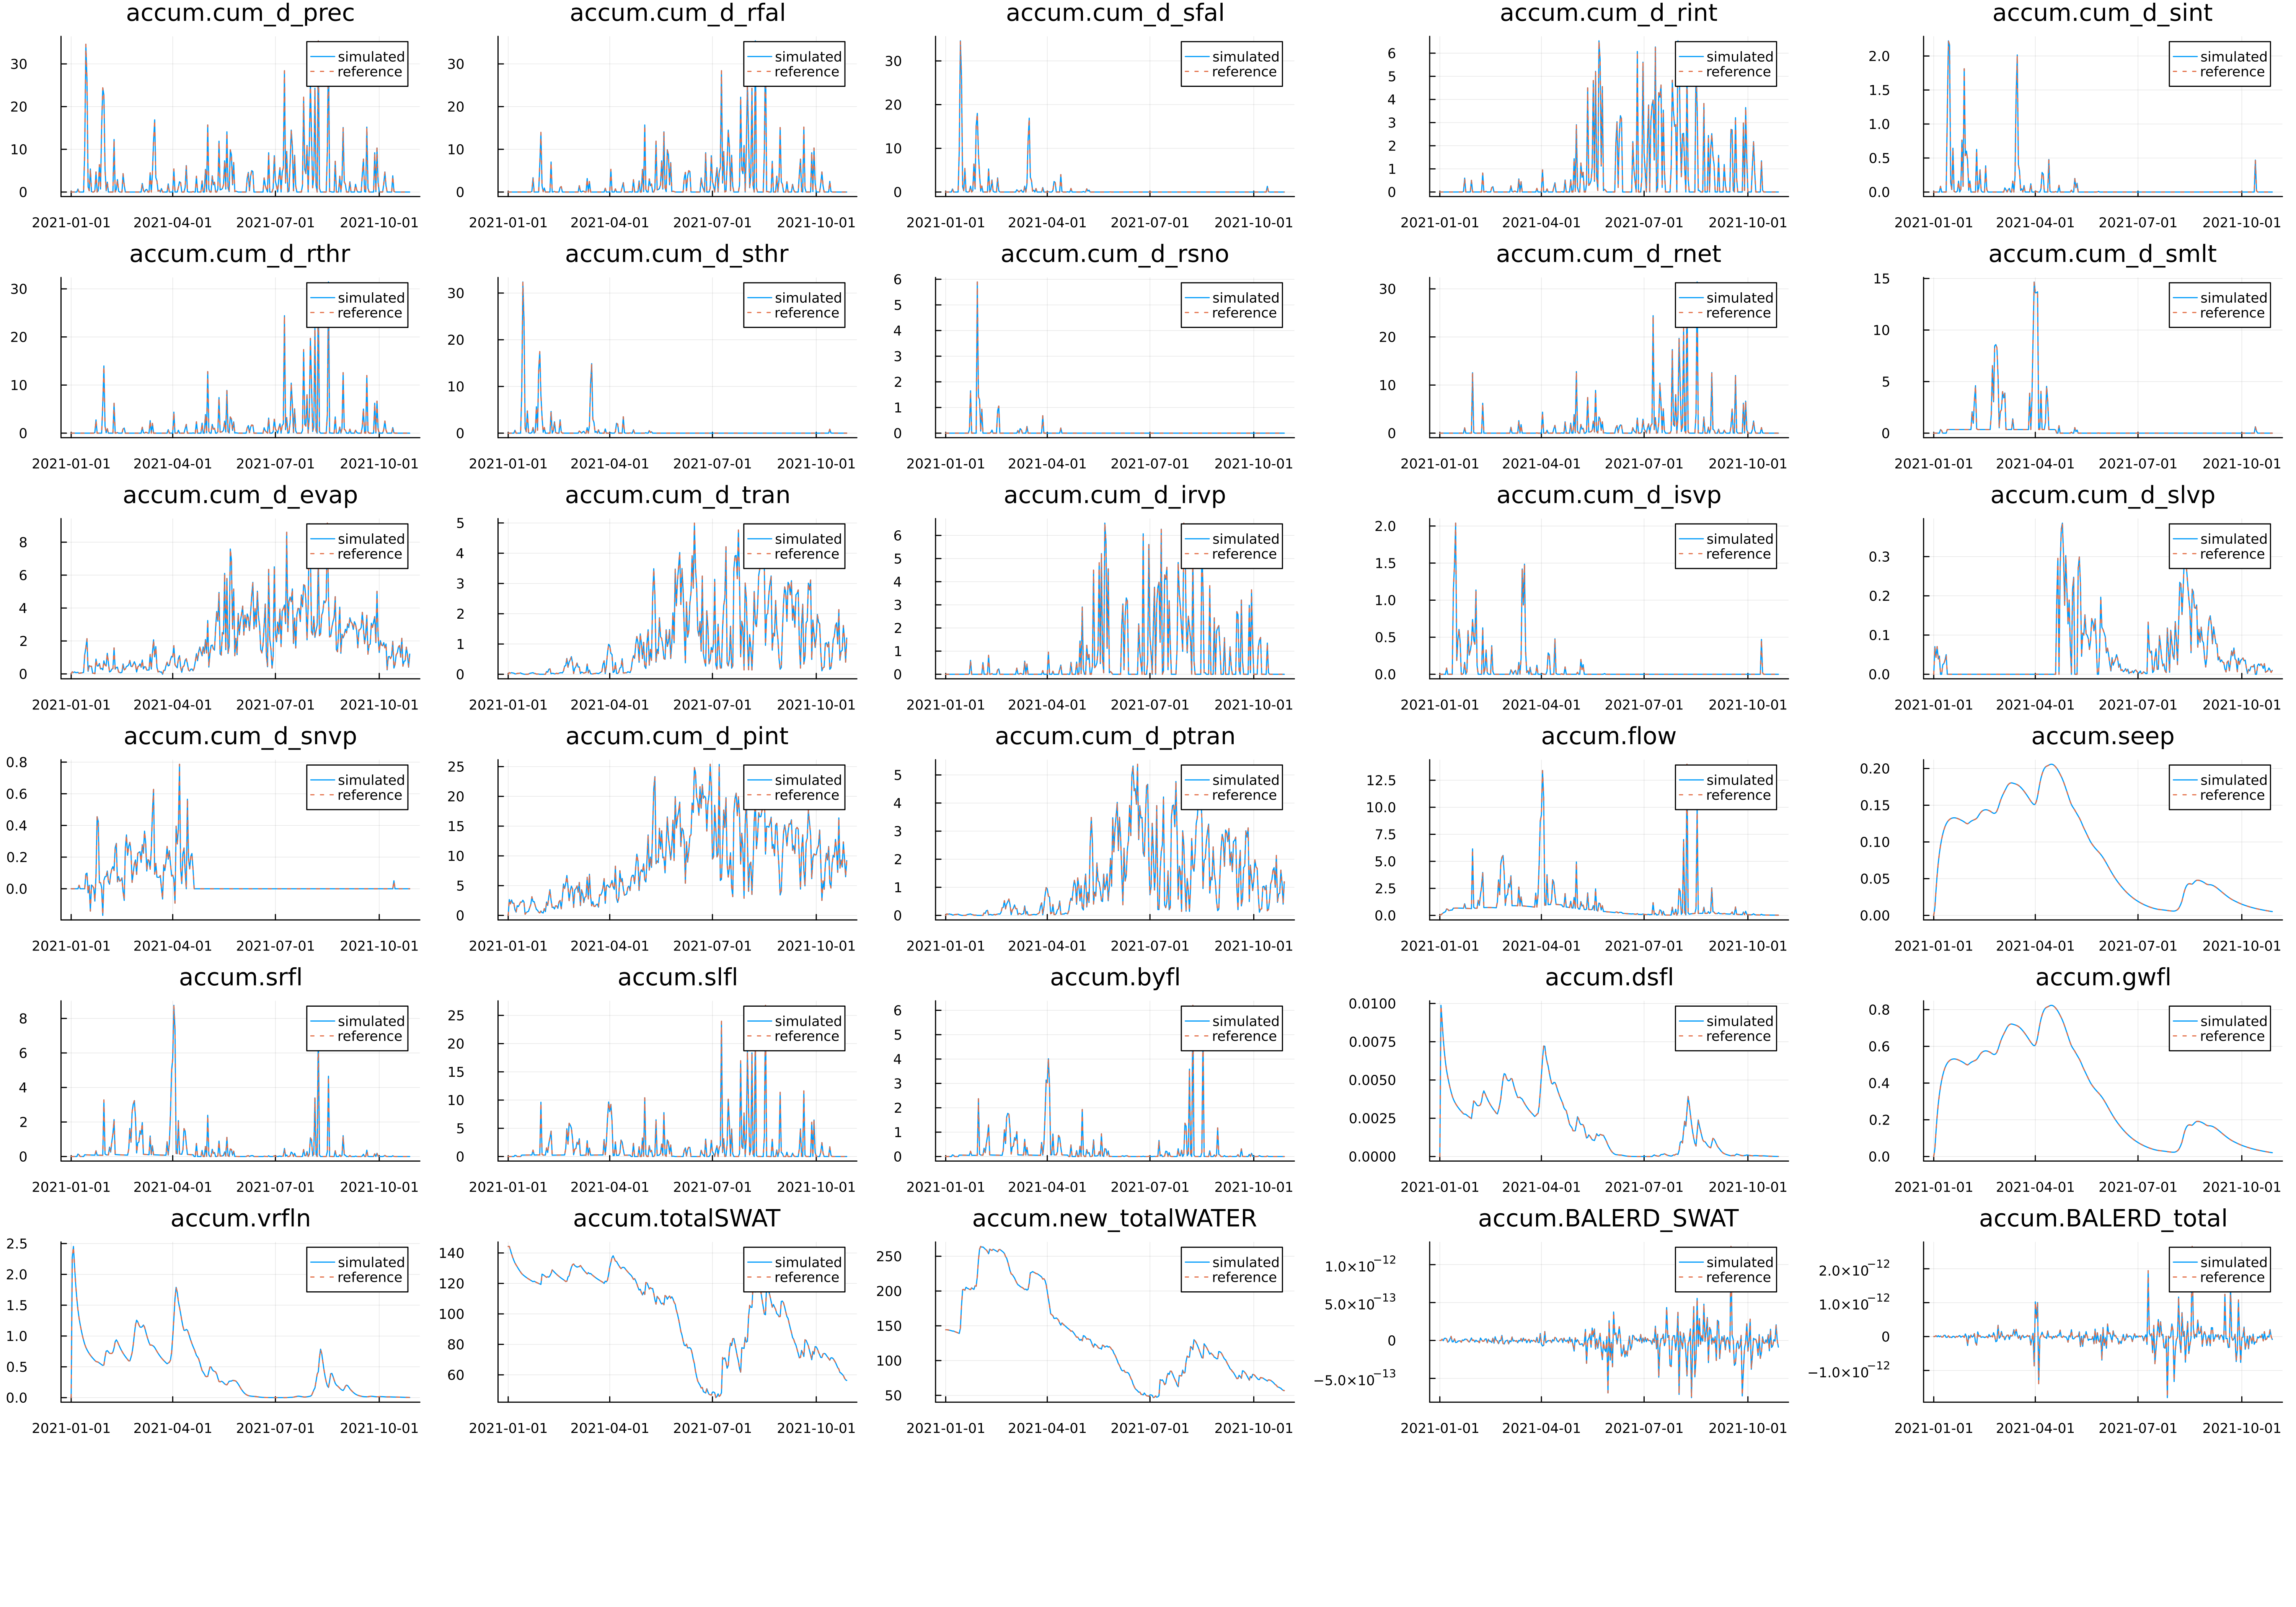 accum.cum_d_prec
simulated
reference
30
20
10
0
2021-01-01 2021-04-01 2021-07-01 2021-10-01
accum.cum_d_rfal
simulated
reference
30
20
10
0
2021-01-01 2021-04-01 2021-07-01 2021-10-01
accum.cum_d_sfal
simulated
reference
30
20
10
0
2021-01-01 2021-04-01 2021-07-01 2021-10-01
accum.cum_d_rint
simulated
reference
6
5
4
3
2
1
0
2021-01-01 2021-04-01 2021-07-01 2021-10-01
accum.cum_d_sint
simulated
reference
2.0
1.5
1.0
0.5
0.0
2021-01-01 2021-04-01 2021-07-01 2021-10-01
accum.cum_d_rthr
simulated
reference
30
20
10
0
2021-01-01 2021-04-01 2021-07-01 2021-10-01
accum.cum_d_sthr
simulated
reference
30
20
10
0
2021-01-01 2021-04-01 2021-07-01 2021-10-01
accum.cum_d_rsno
simulated
reference
6
5
4
3
2
1
0
2021-01-01 2021-04-01 2021-07-01 2021-10-01
accum.cum_d_rnet
simulated
reference
30
20
10
0
2021-01-01 2021-04-01 2021-07-01 2021-10-01
accum.cum_d_smlt
simulated
reference
15
10
5
0
2021-01-01 2021-04-01 2021-07-01 2021-10-01
accum.cum_d_evap
simulated
reference
8
6
4
2
0
2021-01-01 2021-04-01 2021-07-01 2021-10-01
accum.cum_d_tran
simulated
reference
5
4
3
2
1
0
2021-01-01 2021-04-01 2021-07-01 2021-10-01
accum.cum_d_irvp
simulated
reference
6
5
4
3
2
1
0
2021-01-01 2021-04-01 2021-07-01 2021-10-01
accum.cum_d_isvp
simulated
reference
2.0
1.5
1.0
0.5
0.0
2021-01-01 2021-04-01 2021-07-01 2021-10-01
accum.cum_d_slvp
simulated
reference
0.3
0.2
0.1
0.0
2021-01-01 2021-04-01 2021-07-01 2021-10-01
accum.cum_d_snvp
simulated
reference
0.8
0.6
0.4
0.2
0.0
2021-01-01 2021-04-01 2021-07-01 2021-10-01
accum.cum_d_pint
simulated
reference
25
20
15
10
5
0
2021-01-01 2021-04-01 2021-07-01 2021-10-01
accum.cum_d_ptran
simulated
reference
5
4
3
2
1
0
2021-01-01 2021-04-01 2021-07-01 2021-10-01
accum.flow
simulated
reference
12.5
10.0
7.5
5.0
2.5
0.0
2021-01-01 2021-04-01 2021-07-01 2021-10-01
accum.seep
simulated
reference
0.20
0.15
0.10
0.05
0.00
2021-01-01 2021-04-01 2021-07-01 2021-10-01
accum.srfl
simulated
reference
8
6
4
2
0
2021-01-01 2021-04-01 2021-07-01 2021-10-01
accum.slfl
simulated
reference
25
20
15
10
5
0
2021-01-01 2021-04-01 2021-07-01 2021-10-01
accum.byfl
simulated
reference
6
5
4
3
2
1
0
2021-01-01 2021-04-01 2021-07-01 2021-10-01
accum.dsfl
simulated
reference
0.0100
0.0075
0.0050
0.0025
0.0000
2021-01-01 2021-04-01 2021-07-01 2021-10-01
accum.gwfl
simulated
reference
0.8
0.6
0.4
0.2
0.0
2021-01-01 2021-04-01 2021-07-01 2021-10-01
accum.vrfln
simulated
reference
2.5
2.0
1.5
1.0
0.5
0.0
2021-01-01 2021-04-01 2021-07-01 2021-10-01
accum.totalSWAT
simulated
reference
140
120
100
80
60
2021-01-01 2021-04-01 2021-07-01 2021-10-01
accum.new_totalWATER
simulated
reference
250
200
150
100
50
2021-01-01 2021-04-01 2021-07-01 2021-10-01
accum.BALERD_SWAT
simulated
reference
1.0×10⁻¹²
5.0×10⁻¹³
0
−5.0×10⁻¹³
2021-01-01 2021-04-01 2021-07-01 2021-10-01
accum.BALERD_total
simulated
reference
2.0×10⁻¹²
1.0×10⁻¹²
0
−1.0×10⁻¹²
2021-01-01 2021-04-01 2021-07-01 2021-10-01